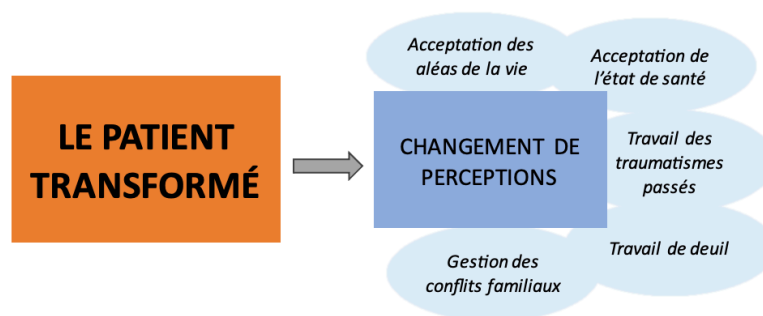 LE PATIENT
TRANSFORMÉ
CHANGEMENT DE
PERCEPTIONS
Acceptation des
aléas de la vie
Acceptation de
l'état de santé
Travail des
traumatismes
passés
Travail de deuil
Gestion des
conflits familiaux